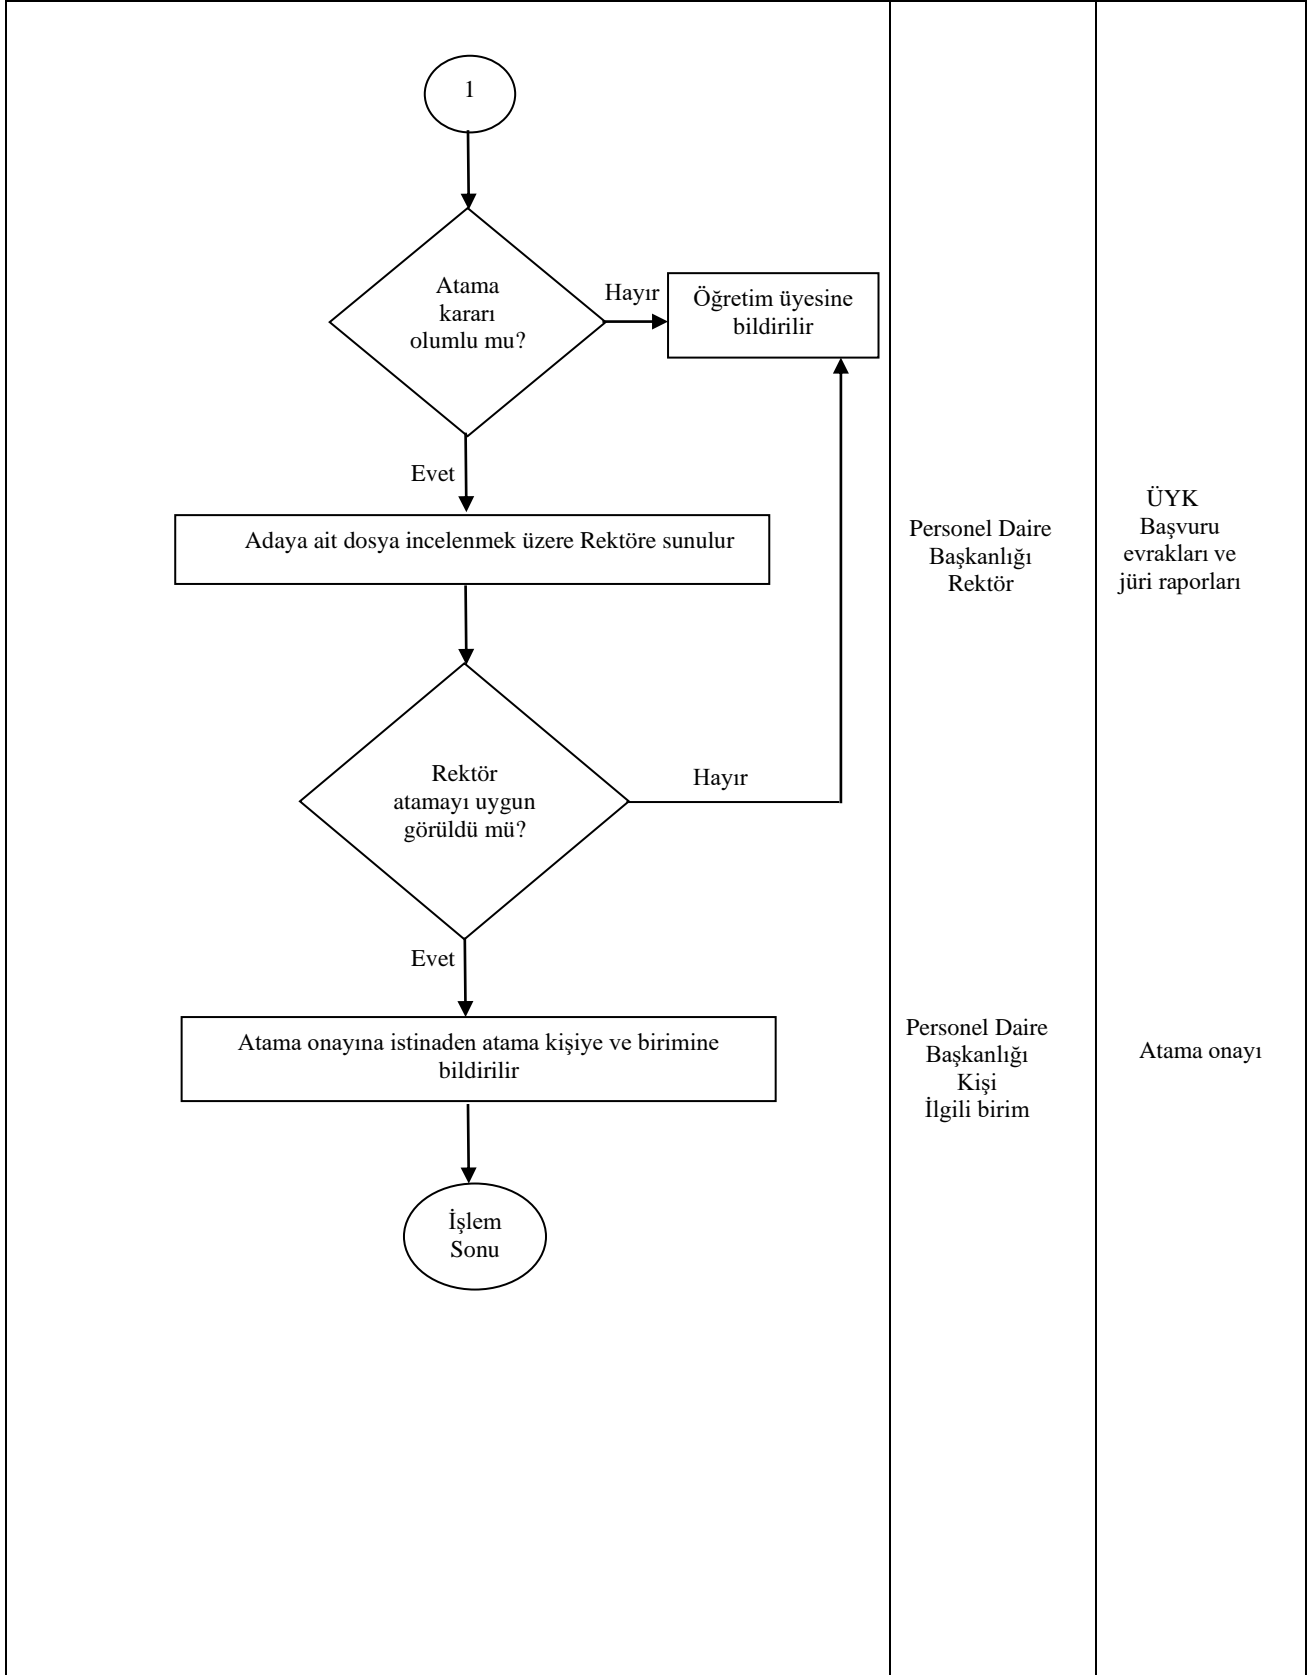 1
Atama
kararı
olumlu mu?
Hayır
Öğretim üyesine
bildirilir
Evet
Adaya ait dosya incelenmek üzere Rektöre sunulur
Personel Daire
Başkanlığı
Rektör
ÜYK
Başvuru
evrakları ve
jüri raporları
Rektör
atamayı uygun
görüldü mü?
Hayır
Evet
Atama onayına istinaden atama kişiye ve birimine
bildirilir
Personel Daire
Başkanlığı
Kişi
İlgili birim
Atama onayı
İşlem
Sonu